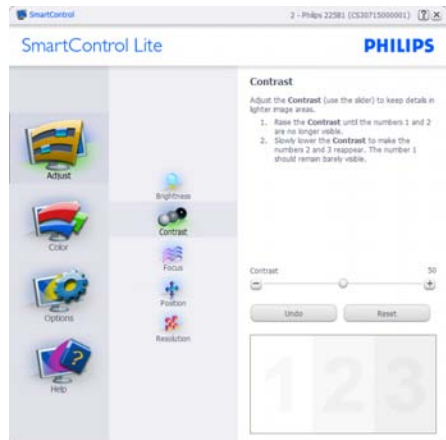 SmartControl
2 - Philips 225B1 (CS30715000001)
SmartControl Lite
PHILIPS
Adjust
Color
Options
Help
Brightness
Contrast
Focus
Position
Resolution
Contrast
Adjust the Contrast (use the slider) to keep details in
lighter image areas.
1. Raise the Contrast until the numbers 1 and 2
are no longer visible.
2. Slowly lower the Contrast to make the
numbers 2 and 3 reappear. The number 1
should remain barely visible.
Contrast
50
Undo
Reset
1 2 3